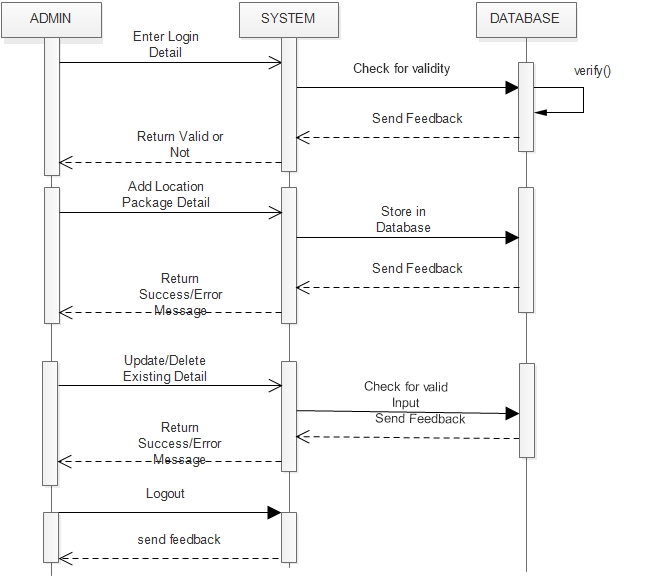 ADMIN
SYSTEM
DATABASE
Enter Login
Detail
Check for validity
verify()
Send Feedback
Return Valid or
Not
Add Location
Package Detail
Store in
Database
Send Feedback
Return
Success/Error
Message
Update/Delete
Existing Detail
Check for valid
Input
Send Feedback
Return
Success/Error
Message
Logout
send feedback